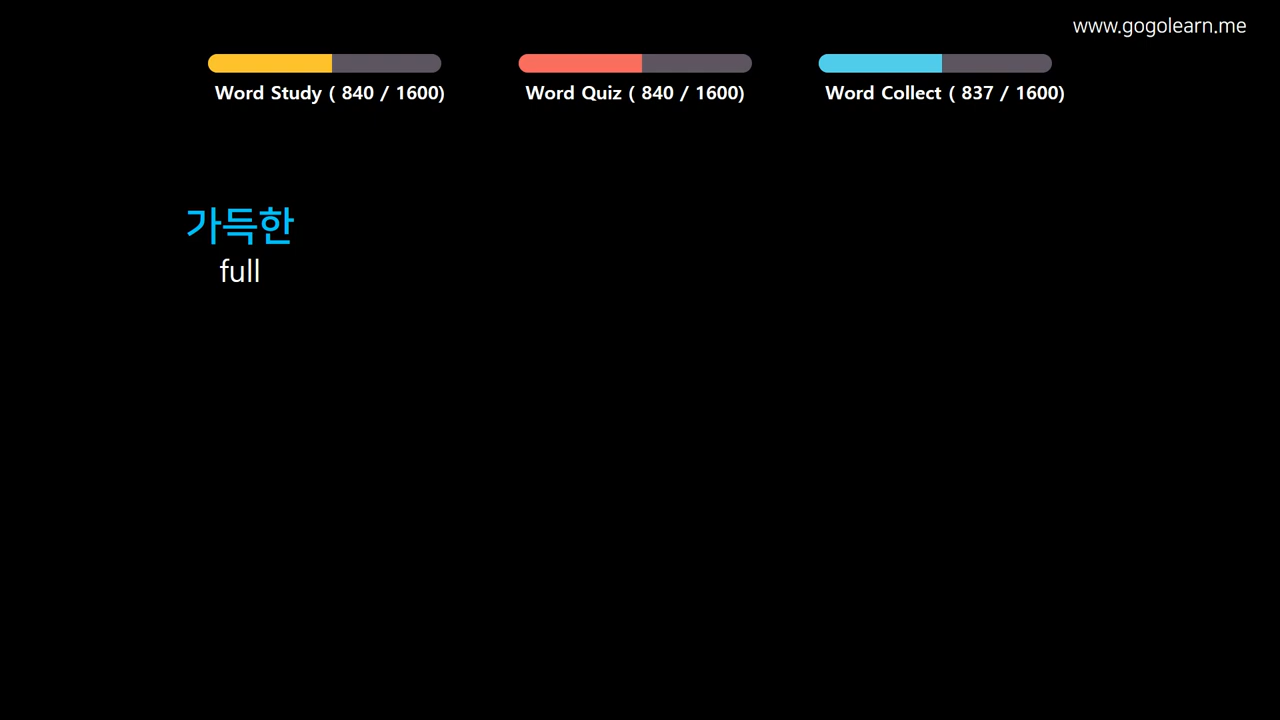 www.gogolearn.me
Word Study ( 840 / 1600)
Word Quiz ( 840 / 1600)
Word Collect ( 837 / 1600)
가득한
full